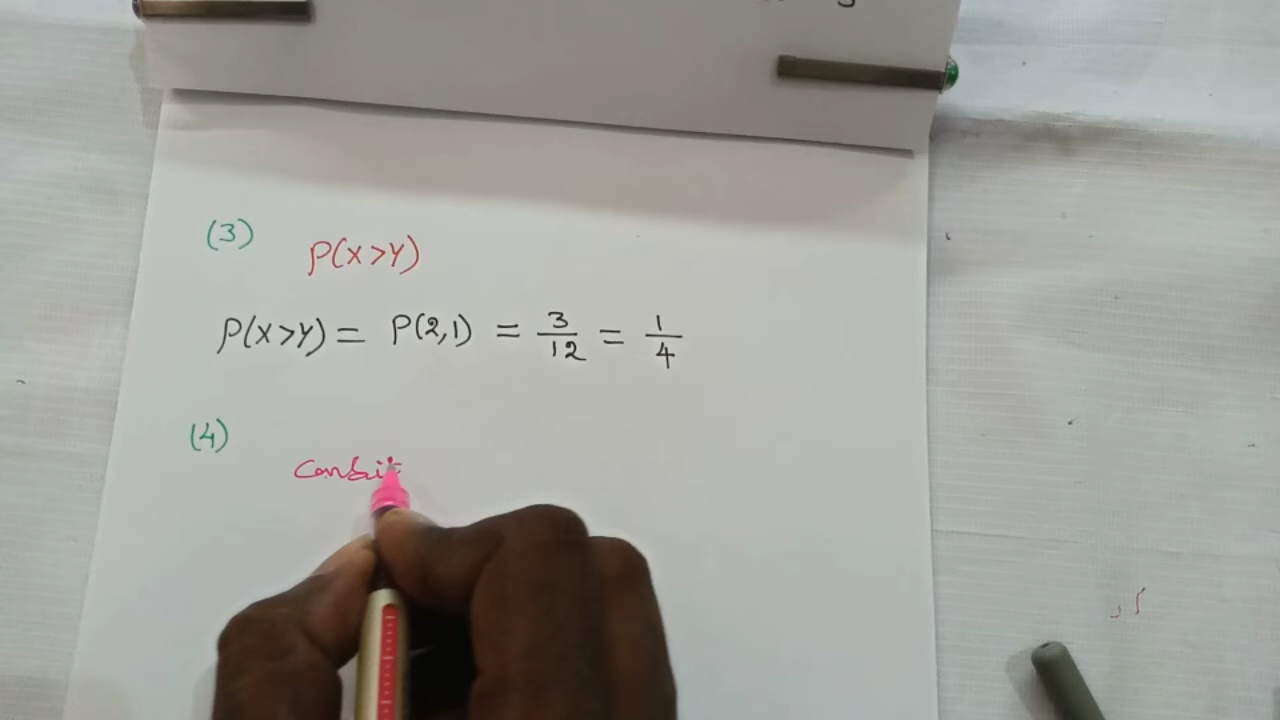 (3) P(X>Y)
P(X>Y) = P(2,1) = 3/12 = 1/4
(4)